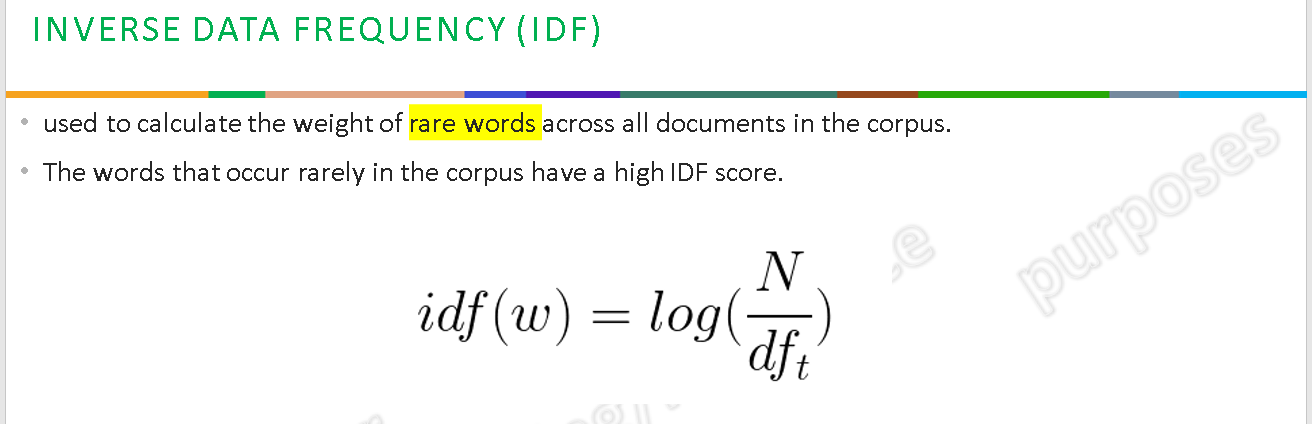 INVERSE DATA FREQUENCY (IDF)
• used to calculate the weight of rare words across all documents in the corpus.
• The words that occur rarely in the corpus have a high IDF score.
idf(w) = log(N/df_t)
purposes